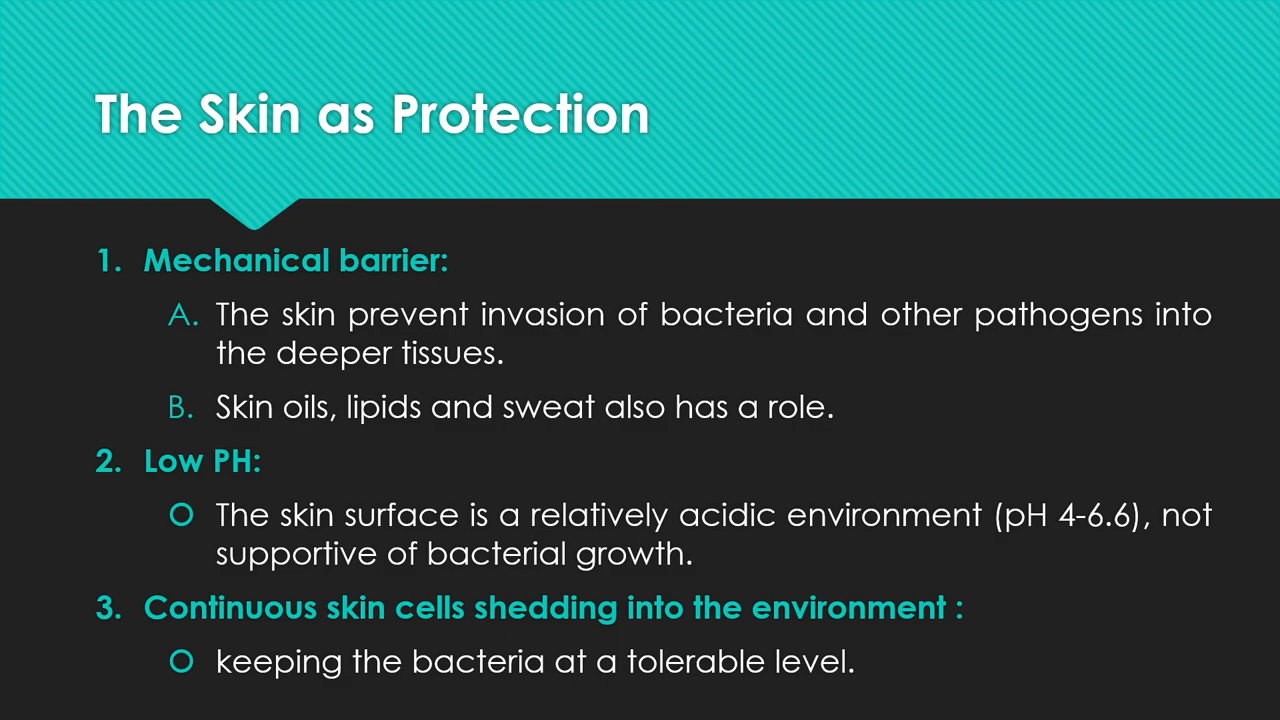 The Skin as Protection
1. Mechanical barrier:
A. The skin prevent invasion of bacteria and other pathogens into
the deeper tissues.
B. Skin oils, lipids and sweat also has a role.
2. Low PH:
O The skin surface is a relatively acidic environment (pH 4-6.6), not
supportive of bacterial growth.
3. Continuous skin cells shedding into the environment :
O keeping the bacteria at a tolerable level.